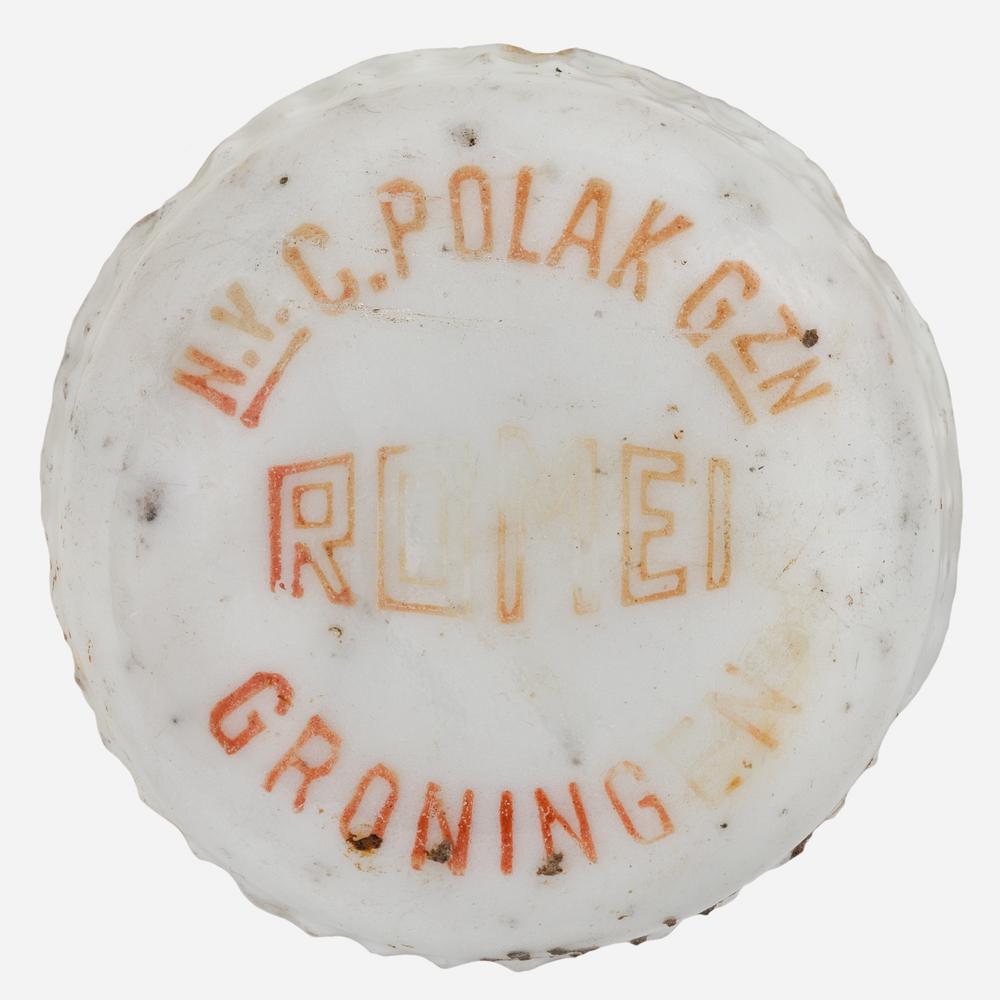 N.V. C. POLAK GZN
ROMEI
GRONINGEN